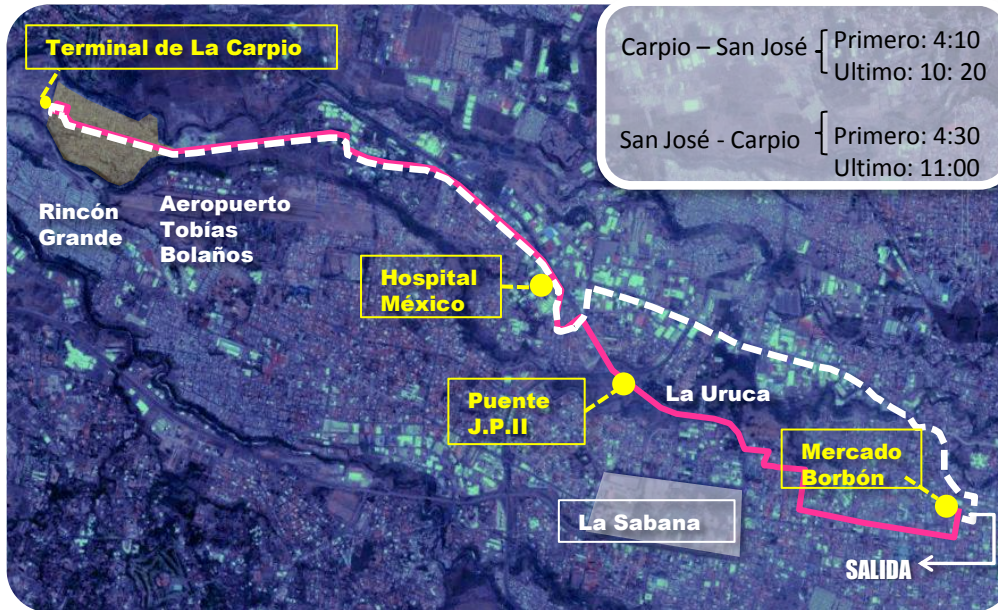 Terminal de La Carpio
Carpio – San José
Primero: 4:10
Ultimo: 10: 20
San José - Carpio
Primero: 4:30
Ultimo: 11:00
Rincón
Grande
Aeropuerto
Tobías
Bolaños
Hospital
México
Puente
J.P.II
La Uruca
Mercado
Borbón
La Sabana
SALIDA